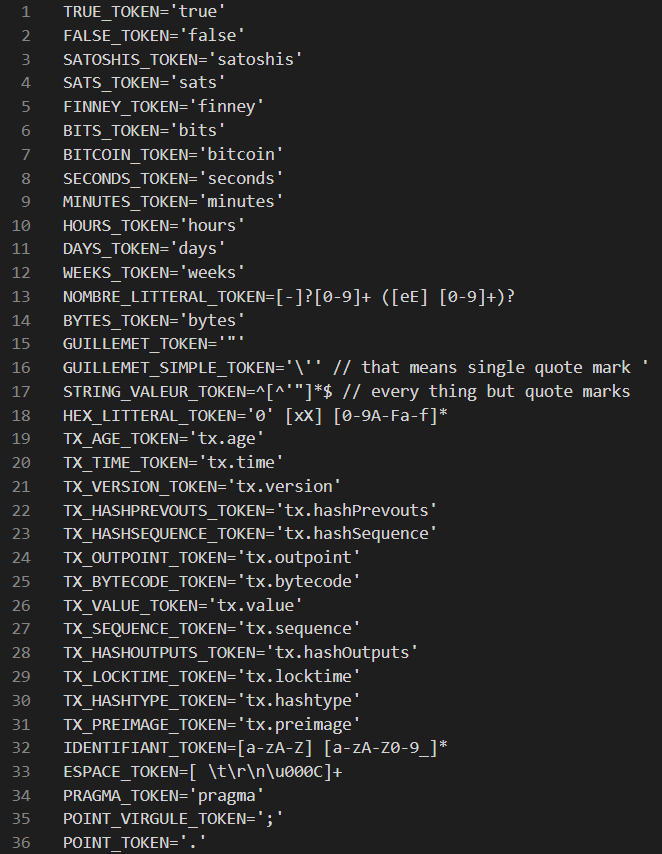 1 TRUE_TOKEN='true'
2 FALSE_TOKEN='false'
3 SATOSHIS_TOKEN='satoshis'
4 SATS_TOKEN='sats'
5 FINNEY_TOKEN='finney'
6 BITS_TOKEN='bits'
7 BITCOIN_TOKEN='bitcoin'
8 SECONDS_TOKEN='seconds'
9 MINUTES_TOKEN='minutes'
10 HOURS_TOKEN='hours'
11 DAYS_TOKEN='days'
12 WEEKS_TOKEN='weeks'
13 NOMBRE_LITTERAL_TOKEN=[-]?[0-9]+ ([eE] [0-9]+)?
14 BYTES_TOKEN='bytes'
15 GUILLEMET_TOKEN='"'
16 GUILLEMET_SIMPLE_TOKEN='\'' // that means single quote mark '
17 STRING_VALEUR_TOKEN=^[^'"]*$ // every thing but quote marks
18 HEX_LITTERAL_TOKEN='0' [xX] [0-9A-Fa-f]*
19 TX_AGE_TOKEN='tx.age'
20 TX_TIME_TOKEN='tx.time'
21 TX_VERSION_TOKEN='tx.version'
22 TX_HASHPREVOUTS_TOKEN='tx.hashPrevouts'
23 TX_HASHSEQUENCE_TOKEN='tx.hashSequence'
24 TX_OUTPOINT_TOKEN='tx.outpoint'
25 TX_BYTECODE_TOKEN='tx.bytecode'
26 TX_VALUE_TOKEN='tx.value'
27 TX_SEQUENCE_TOKEN='tx.sequence'
28 TX_HASHOUTPUTS_TOKEN='tx.hashOutputs'
29 TX_LOCKTIME_TOKEN='tx.locktime'
30 TX_HASHTYPE_TOKEN='tx.hashtype'
31 TX_PREIMAGE_TOKEN='tx.preimage'
32 IDENTIFIANT_TOKEN=[a-zA-Z] [a-zA-Z0-9_]*
33 ESPACE_TOKEN=[ \t\r\n\u000C]+
34 PRAGMA_TOKEN='pragma'
35 POINT_VIRGULE_TOKEN=';'
36 POINT_TOKEN='.'